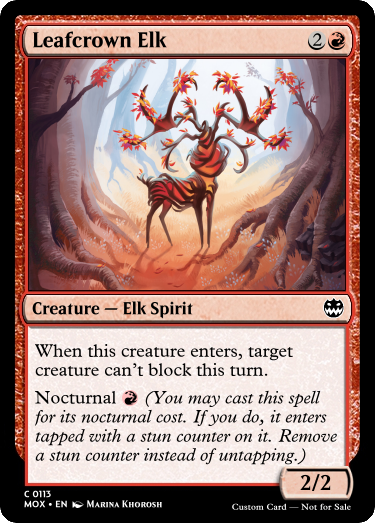 Leafcrown Elk 2
Creature — Elk Spirit
When this creature enters, target
creature can't block this turn.
Nocturnal (You may cast this spell
for its nocturnal cost. If you do, it enters
tapped with a stun counter on it. Remove
a stun counter instead of untapping.)
2/2
C 0113
MOX • EN Marina Khorosh
Custom Card — Not for Sale